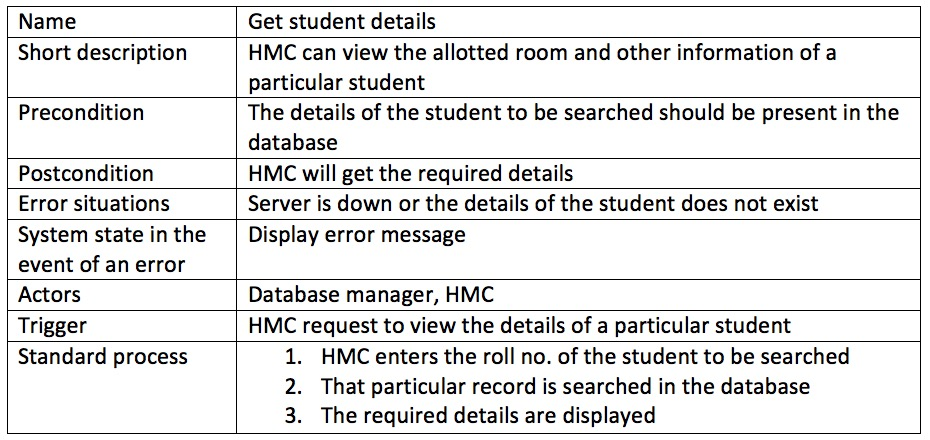 Name Get student details
Short description HMC can view the allotted room and other information of a
particular student
Precondition The details of the student to be searched should be present in the
database
Postcondition HMC will get the required details
Error situations Server is down or the details of the student does not exist
System state in the Display error message
event of an error
Actors Database manager, HMC
Trigger HMC request to view the details of a particular student
Standard process 1. HMC enters the roll no. of the student to be searched
2. That particular record is searched in the database
3. The required details are displayed